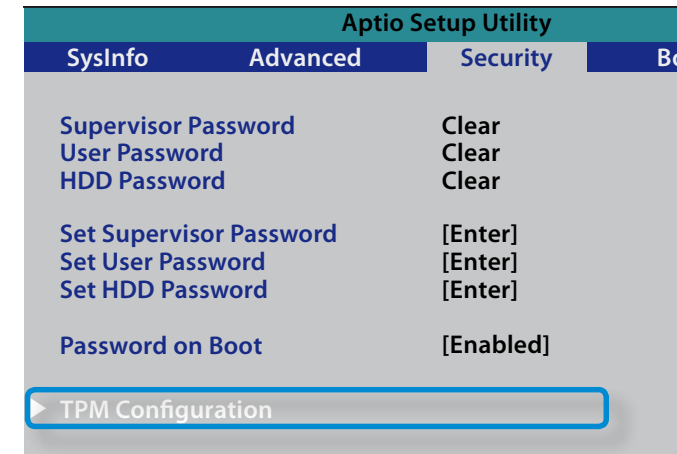 Aptio Setup Utility
SysInfo Advanced Security
Supervisor Password Clear
User Password Clear
HDD Password Clear
Set Supervisor Password [Enter]
Set User Password [Enter]
Set HDD Password [Enter]
Password on Boot [Enabled]
TPM Configuration